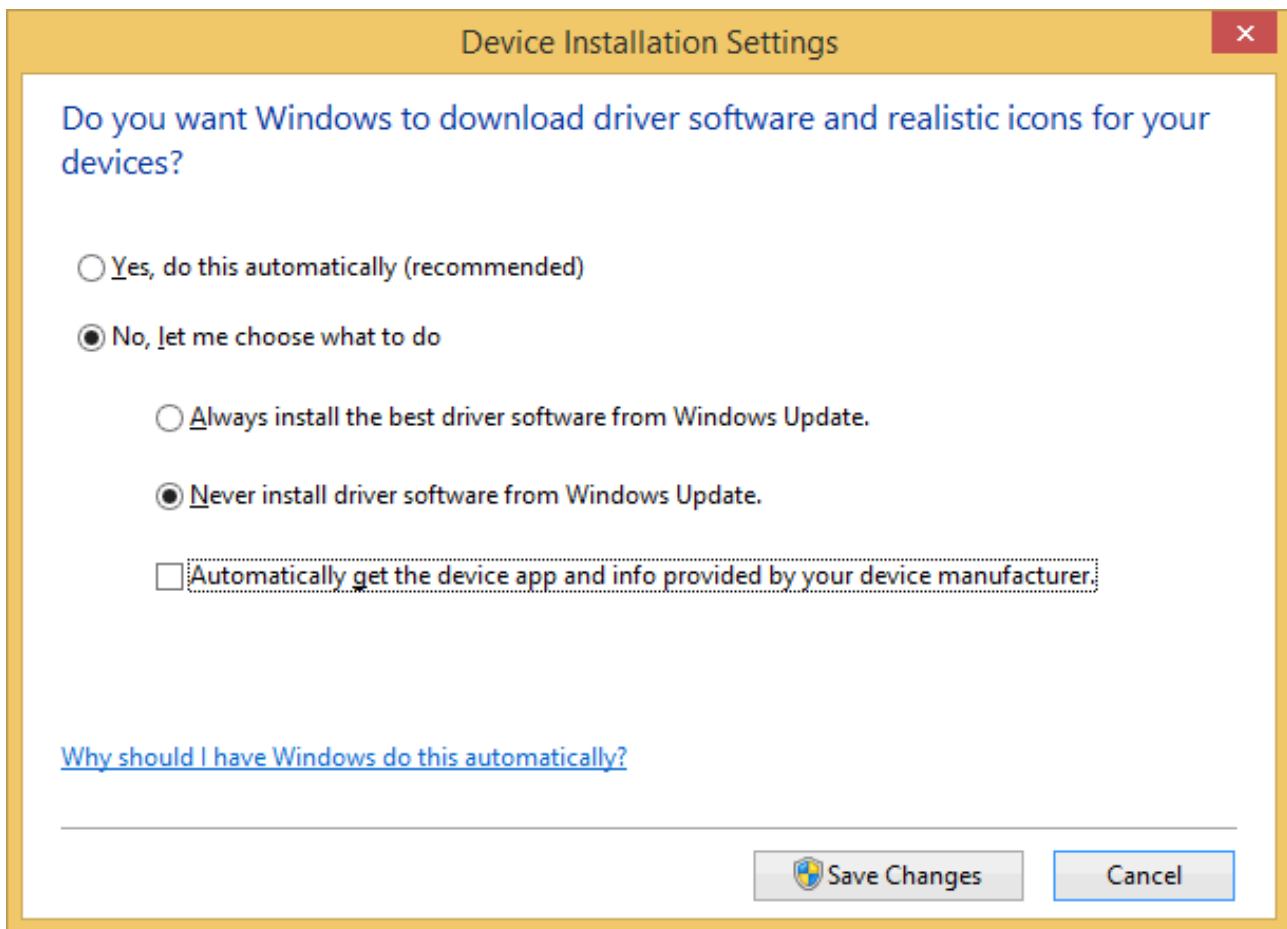 Device Installation Settings
Do you want Windows to download driver software and realistic icons for your
devices?
Yes, do this automatically (recommended)
No, let me choose what to do
Always install the best driver software from Windows Update.
Never install driver software from Windows Update.
Automatically get the device app and info provided by your device manufacturer.
Why should I have Windows do this automatically?
Save Changes
Cancel